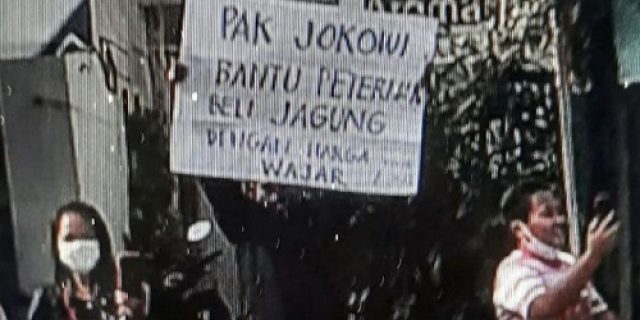 PAK JOKOWI
BANTU PETERNAK
BELI JAGUNG
DENGAN HARGA
WAJAR